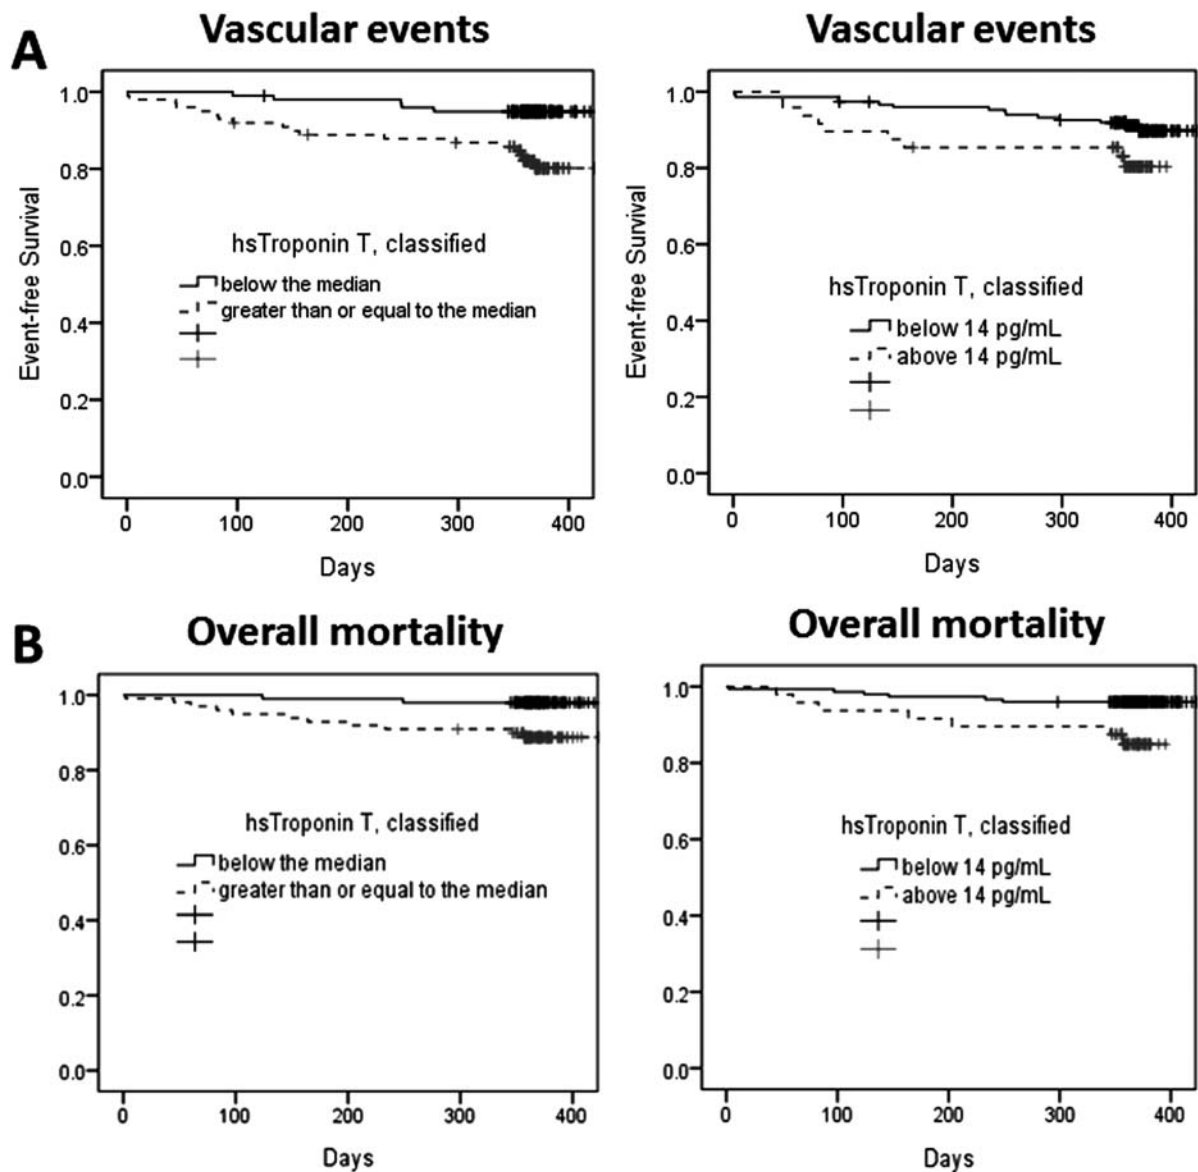 A
Vascular events
Event-free Survival
1.0
0.8
0.6
0.4
0.2
0.0
hsTroponin T, classified
below the median
greater than or equal to the median
0 100 200 300 400
Days
Vascular events
Event-free Survival
1.0
0.8
0.6
0.4
0.2
0.0
hsTroponin T, classified
below 14 pg/mL
above 14 pg/mL
0 100 200 300 400
Days
B
Overall mortality
1.0
0.8
0.6
0.4
0.2
0.0
hsTroponin T, classified
below the median
greater than or equal to the median
0 100 200 300 400
Days
Overall mortality
1.0
0.8
0.6
0.4
0.2
0.0
hsTroponin T, classified
below 14 pg/mL
above 14 pg/mL
0 100 200 300 400
Days